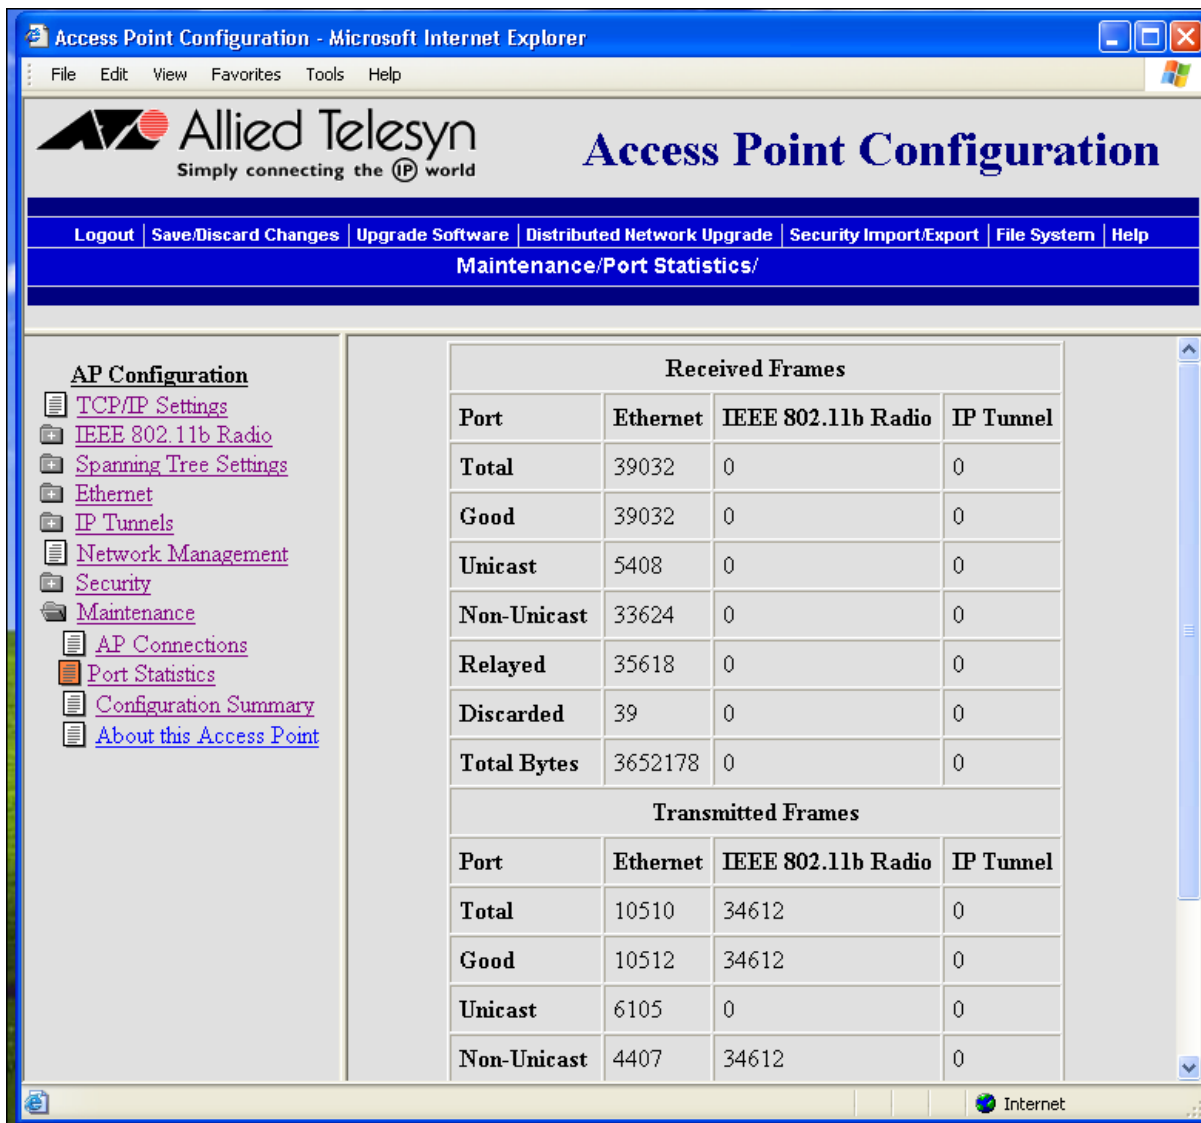 Access Point Configuration - Microsoft Internet Explorer
File Edit View Favorites Tools Help
Allied Telesyn
Simply connecting the IP world
Access Point Configuration
Logout | Save/Discard Changes | Upgrade Software | Distributed Network Upgrade | Security Import/Export | File System | Help
Maintenance/Port Statistics/
AP Configuration
TCP/IP Settings
IEEE 802.11b Radio
Spanning Tree Settings
Ethernet
IP Tunnels
Network Management
Security
Maintenance
AP Connections
Port Statistics
Configuration Summary
About this Access Point
Received Frames
Port Ethernet IEEE 802.11b Radio IP Tunnel
Total 39032 0 0
Good 39032 0 0
Unicast 5408 0 0
Non-Unicast 33624 0 0
Relayed 35618 0 0
Discarded 39 0 0
Total Bytes 3652178 0 0
Transmitted Frames
Port Ethernet IEEE 802.11b Radio IP Tunnel
Total 10510 34612 0
Good 10512 34612 0
Unicast 6105 0 0
Non-Unicast 4407 34612 0
Internet